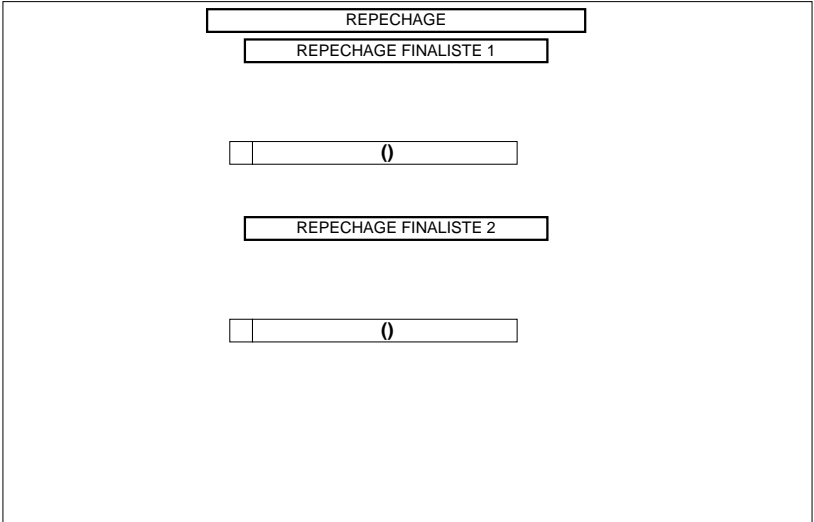 REPECHAGE
REPECHAGE FINALISTE 1
()
REPECHAGE FINALISTE 2
()